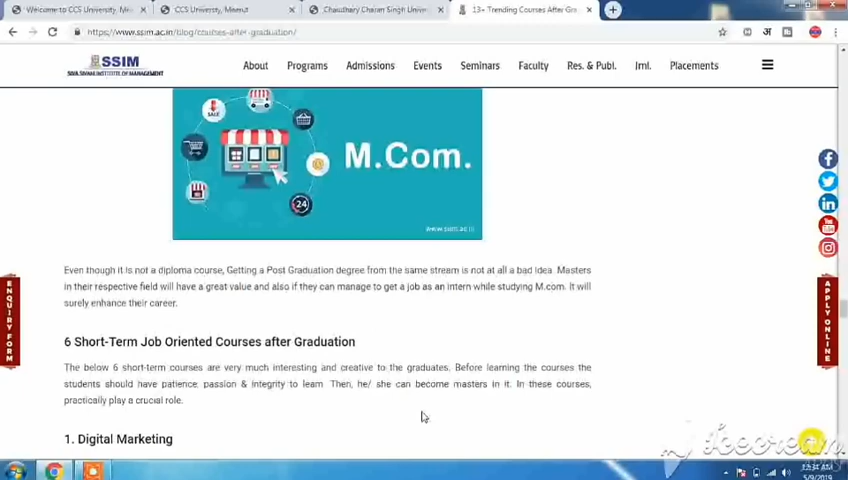 Welcome to CCS University, Me
CCS University, Meerut
Chaudhary Charan Singh Unive
13+ Trending Courses After Gra
https://www.ssim.ac.in/blog/courses-after-graduation/
SSIM
SIVA SIVANI INSTITUTE OF MANAGEMENT
About Programs Admissions Events Seminars Faculty Res. & Publ. Iml. Placements
SALE
24
M.Com.
www.ssim.ac.in
Even though it is not a diploma course, Getting a Post Graduation degree from the same stream is not at all a bad idea. Masters
in their respective field will have a great value and also if they can manage to get a job as an intern while studying M.com. It will
surely enhance their career.
6 Short-Term Job Oriented Courses after Graduation
The below 6 short-term courses are very much interesting and creative to the graduates. Before learning the courses the
students should have patience, passion & integrity to learn. Then, he/ she can become masters in it. In these courses,
practically play a crucial role.
1. Digital Marketing
ENQUIRY FORM
APPLY ONLINE
Icecream
12:34 AM
5/9/2019